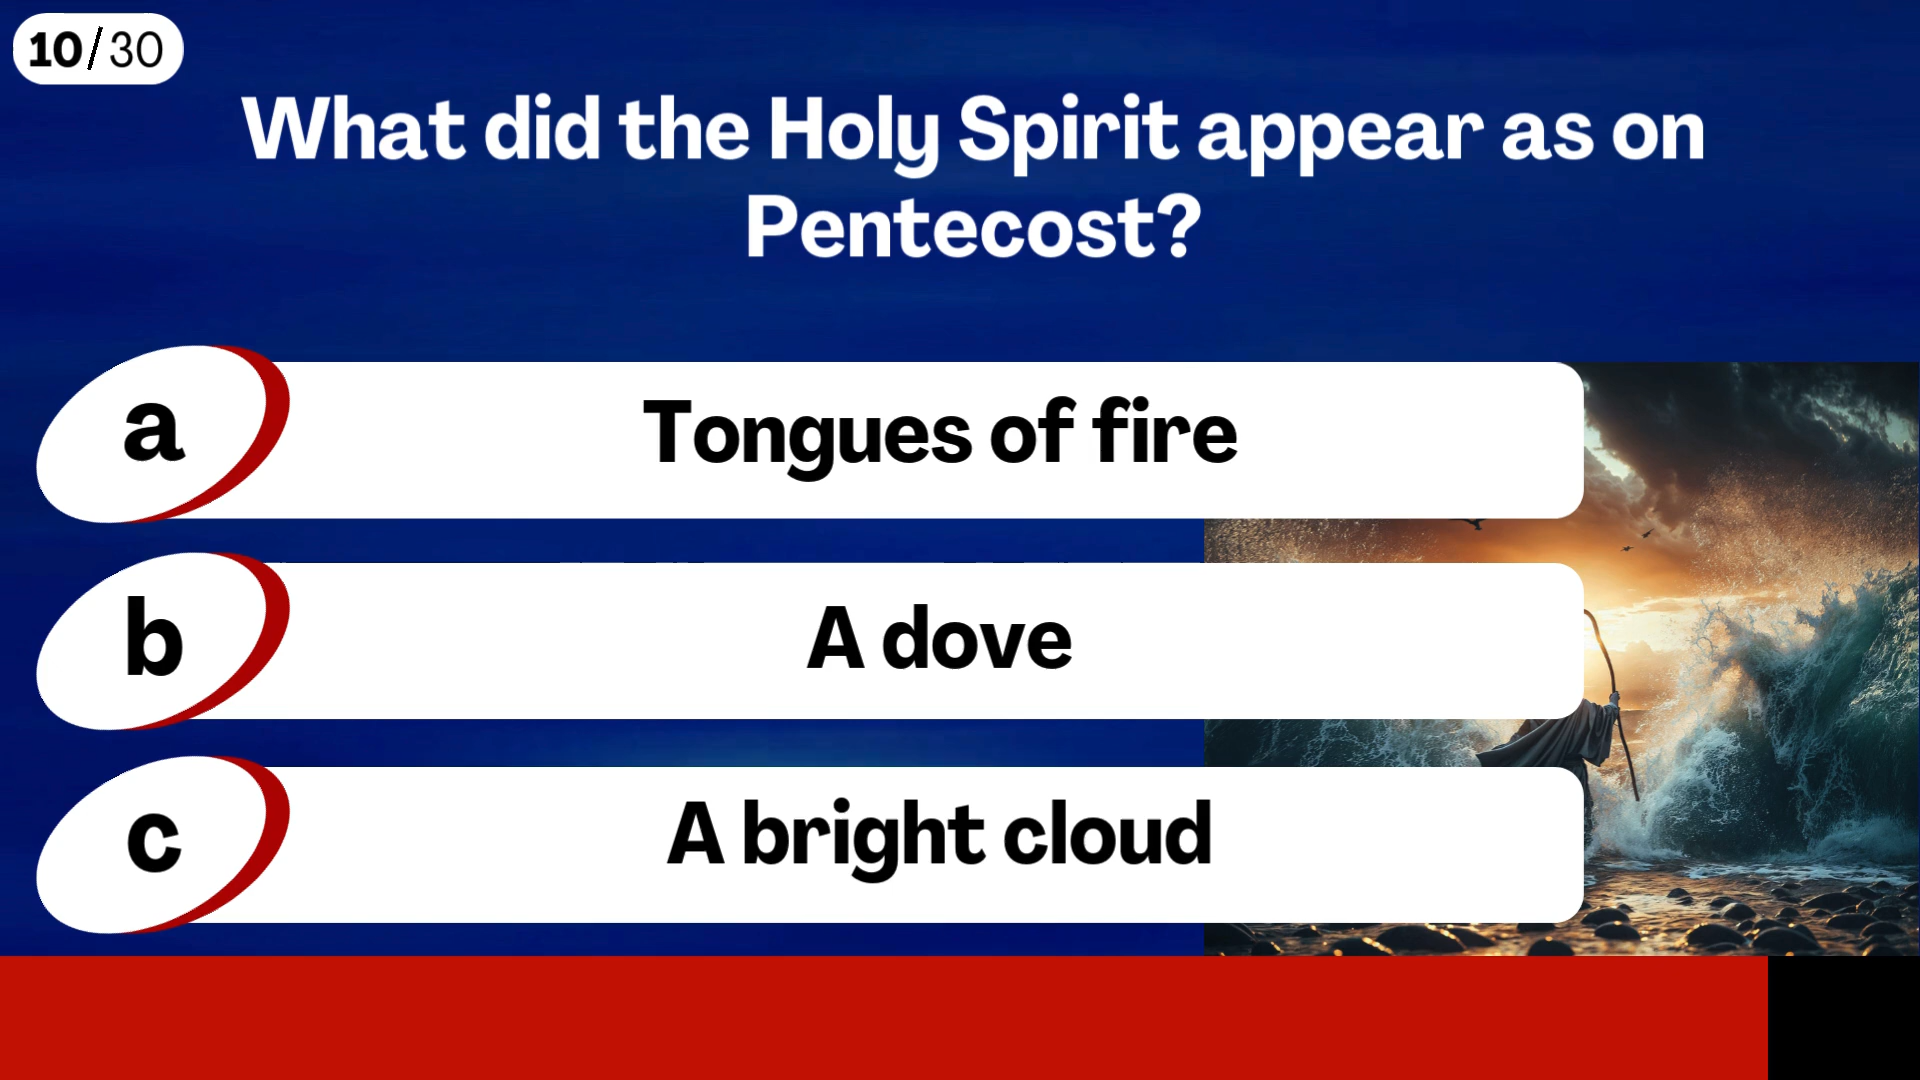 10/30
What did the Holy Spirit appear as on
Pentecost?
a
Tongues of fire
b
A dove
c
A bright cloud